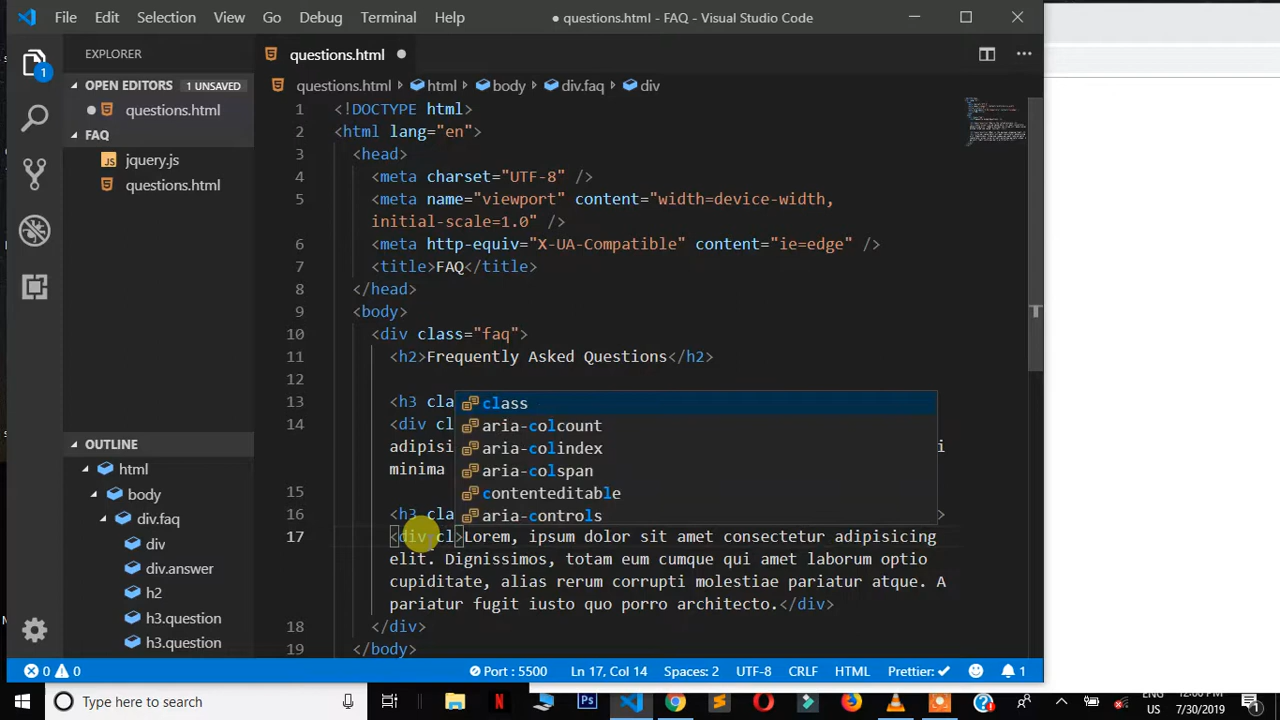 File Edit Selection View Go Debug Terminal Help ● questions.html - FAQ - Visual Studio Code
EXPLORER
questions.html ●
OPEN EDITORS 1 UNSAVED
questions.html
FAQ
jquery.js
questions.html
questions.html › html › body › div.faq › div
1 <!DOCTYPE html>
2 <html lang="en">
3 <head>
4 <meta charset="UTF-8" />
5 <meta name="viewport" content="width=device-width,
initial-scale=1.0" />
6 <meta http-equiv="X-UA-Compatible" content="ie=edge" />
7 <title>FAQ</title>
8 </head>
9 <body>
10 <div class="faq">
11 <h2>Frequently Asked Questions</h2>
12
13 <h3 cla
14 <div cl
adipisi i
minima
15
16 <h3 cla >
17 <div cl>Lorem, ipsum dolor sit amet consectetur adipisicing
elit. Dignissimos, totam eum cumque qui amet laborum optio
cupiditate, alias rerum corrupti molestiae pariatur atque. A
pariatur fugit iusto quo porro architecto.</div>
18 </div>
19 </body>
class
aria-colcount
aria-colindex
aria-colspan
contenteditable
aria-controls
OUTLINE
html
body
div.faq
div
div.answer
h2
h3.question
h3.question
1
0 0 Port : 5500 Ln 17, Col 14 Spaces: 2 UTF-8 CRLF HTML Prettier: ✓ 1
Type here to search
Ps
ENG
US
12:00 PM
7/30/2019
1